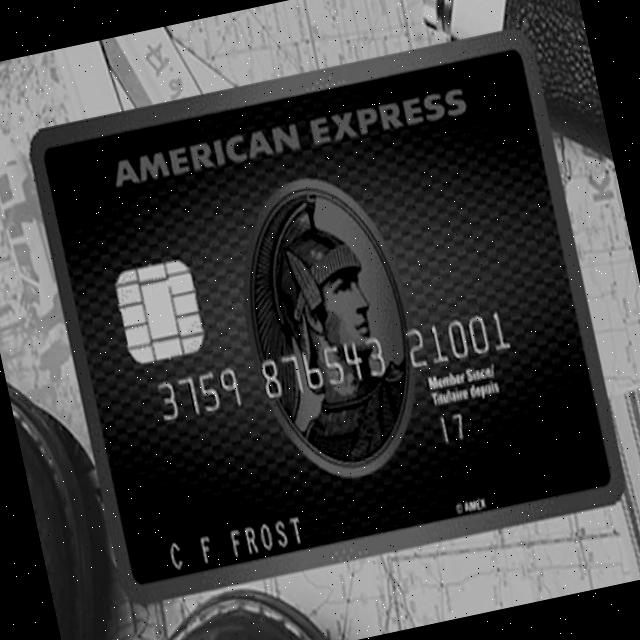 AMERICAN EXPRESS
3759 876543 21001
Member Since/
Titulaire depuis
17
© AMEX
C F FROST